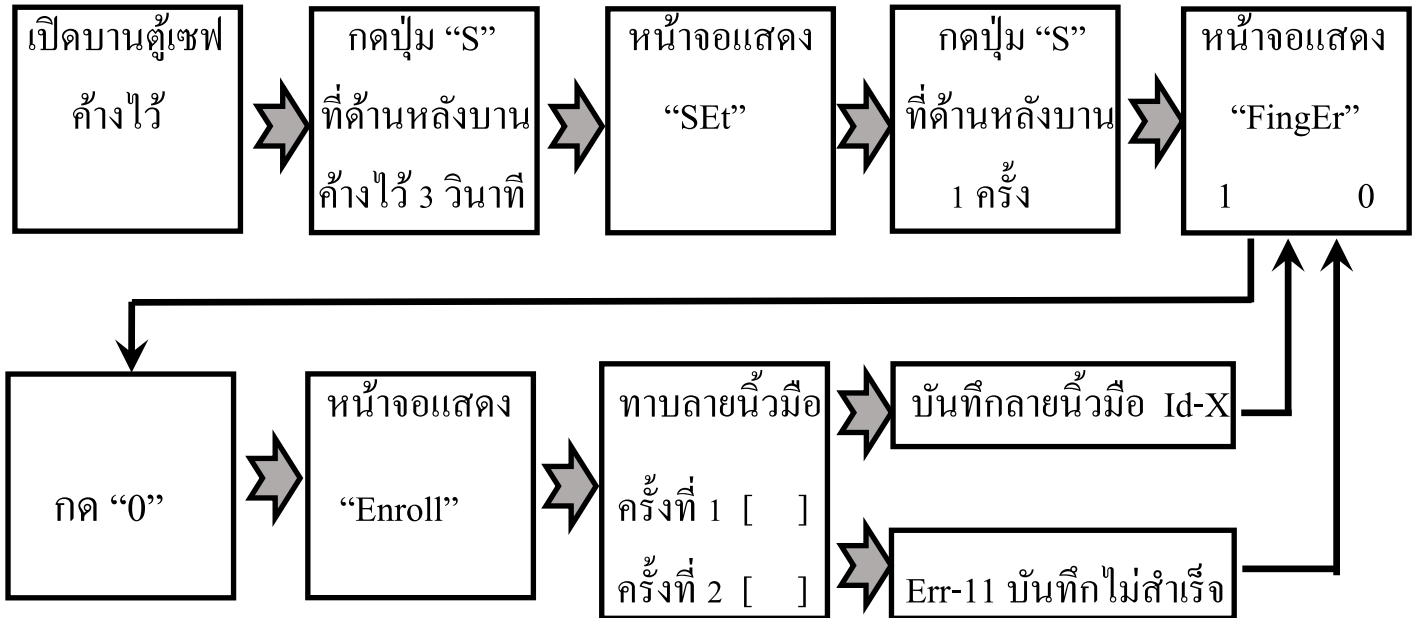 เปิดบานตู้เซฟ
ค้างไว้
กดปุ่ม “S”
ที่ด้านหลังบาน
ค้างไว้ 3 วินาที
หน้าจอแสดง
“SEt”
กดปุ่ม “S”
ที่ด้านหลังบาน
1 ครั้ง
หน้าจอแสดง
“FingEr”
1 0
กด “0”
หน้าจอแสดง
“Enroll”
ทาบลายนิ้วมือ
ครั้งที่ 1 [ ]
ครั้งที่ 2 [ ]
บันทึกลายนิ้วมือ Id-X
Err-11 บันทึกไม่สำเร็จ